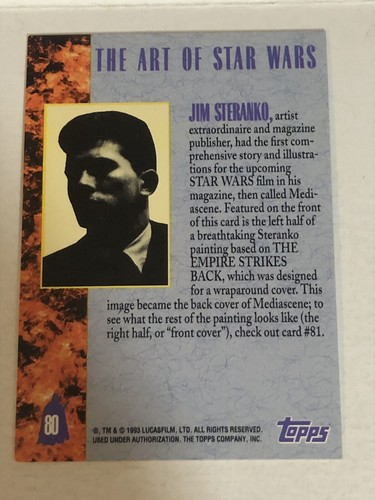 THE ART OF STAR WARS
JIM STERANKO, artist
extraordinaire and magazine
publisher, had the first com-
prehensive story and illustra-
tions for the upcoming
STAR WARS film in his
magazine, then called Medi-
ascene. Featured on the front
of this card is the left half of
a breathtaking Steranko
painting based on THE
EMPIRE STRIKES
BACK, which was designed
for a wraparound cover. This
image became the back cover of Mediascene; to
see what the rest of the painting looks like (the
right half, or "front cover"), check out card #81.
80
®, TM & © 1993 LUCASFILM, LTD. ALL RIGHTS RESERVED.
USED UNDER AUTHORIZATION. THE TOPPS COMPANY, INC.
TOPPS